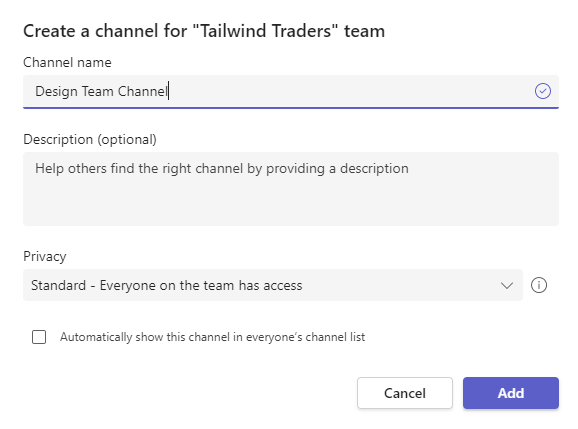 Create a channel for "Tailwind Traders" team
Channel name
Design Team Channel
Description (optional)
Help others find the right channel by providing a description
Privacy
Standard - Everyone on the team has access
Automatically show this channel in everyone's channel list
Cancel
Add